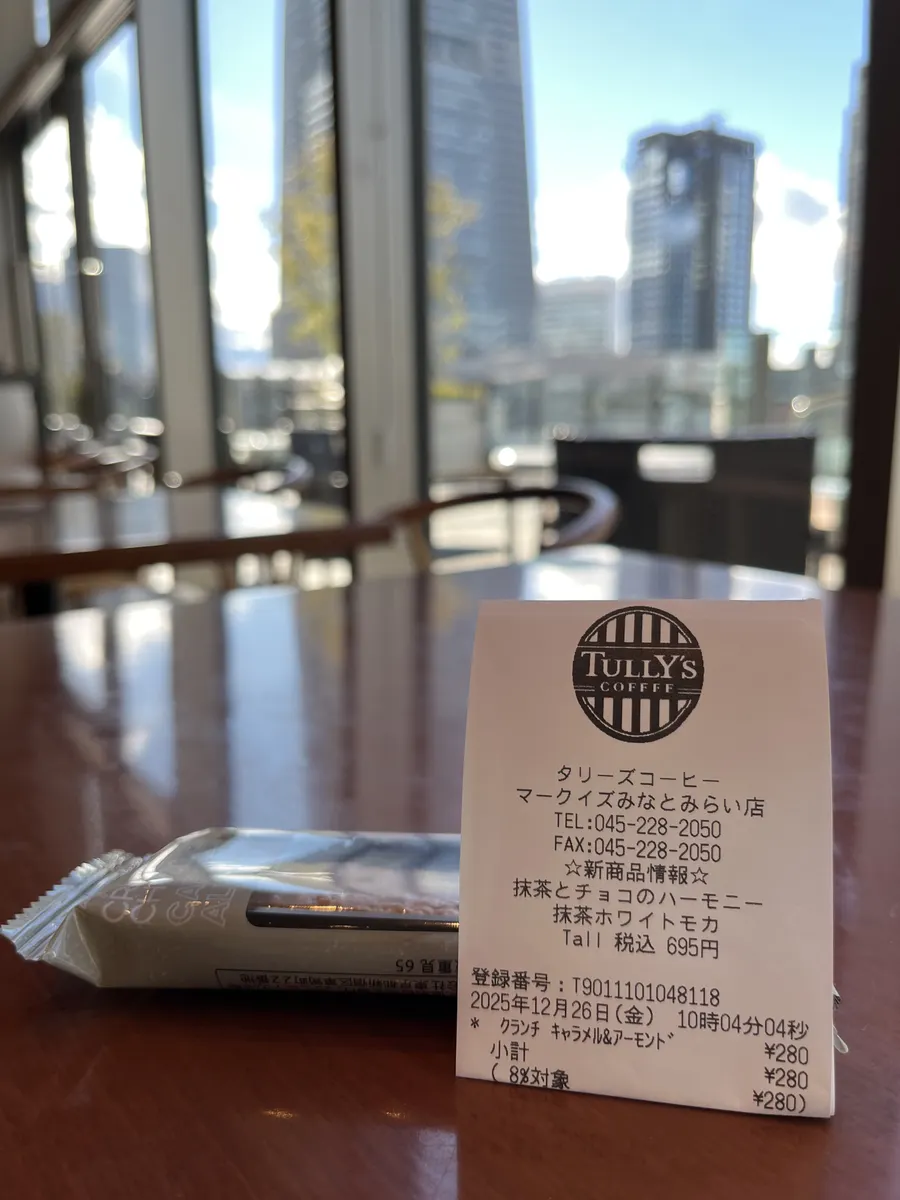 TULLY'S
COFFEE
タリーズコーヒー
マークイズみなとみらい店
TEL:045-228-2050
FAX:045-228-2050
☆新商品情報☆
抹茶とチョコのハーモニー
抹茶ホワイトモカ
Tall 税込 695円
登録番号:T9011101048118
2025年12月26日(金) 10時04分04秒
* クランチ キャラメル&アーモンド ¥280
小計 ¥280
( 8%対象 ¥280)